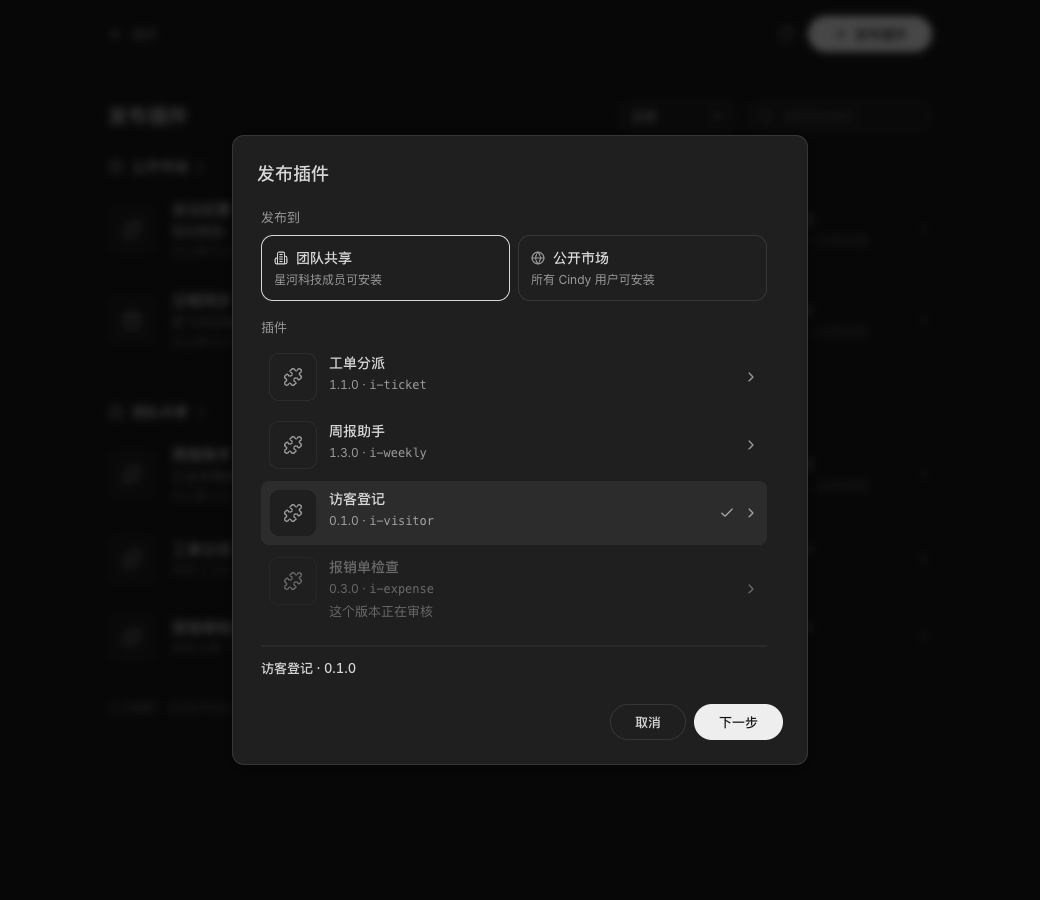 发布插件
发布插件
发布到
团队共享
星河科技成员可安装
公开市场
所有 Cindy 用户可安装
插件
工单分派
1.1.0 · i-ticket
周报助手
1.3.0 · i-weekly
访客登记
0.1.0 · i-visitor
报销单检查
0.3.0 · i-expense
这个版本正在审核
访客登记 · 0.1.0
取消
下一步